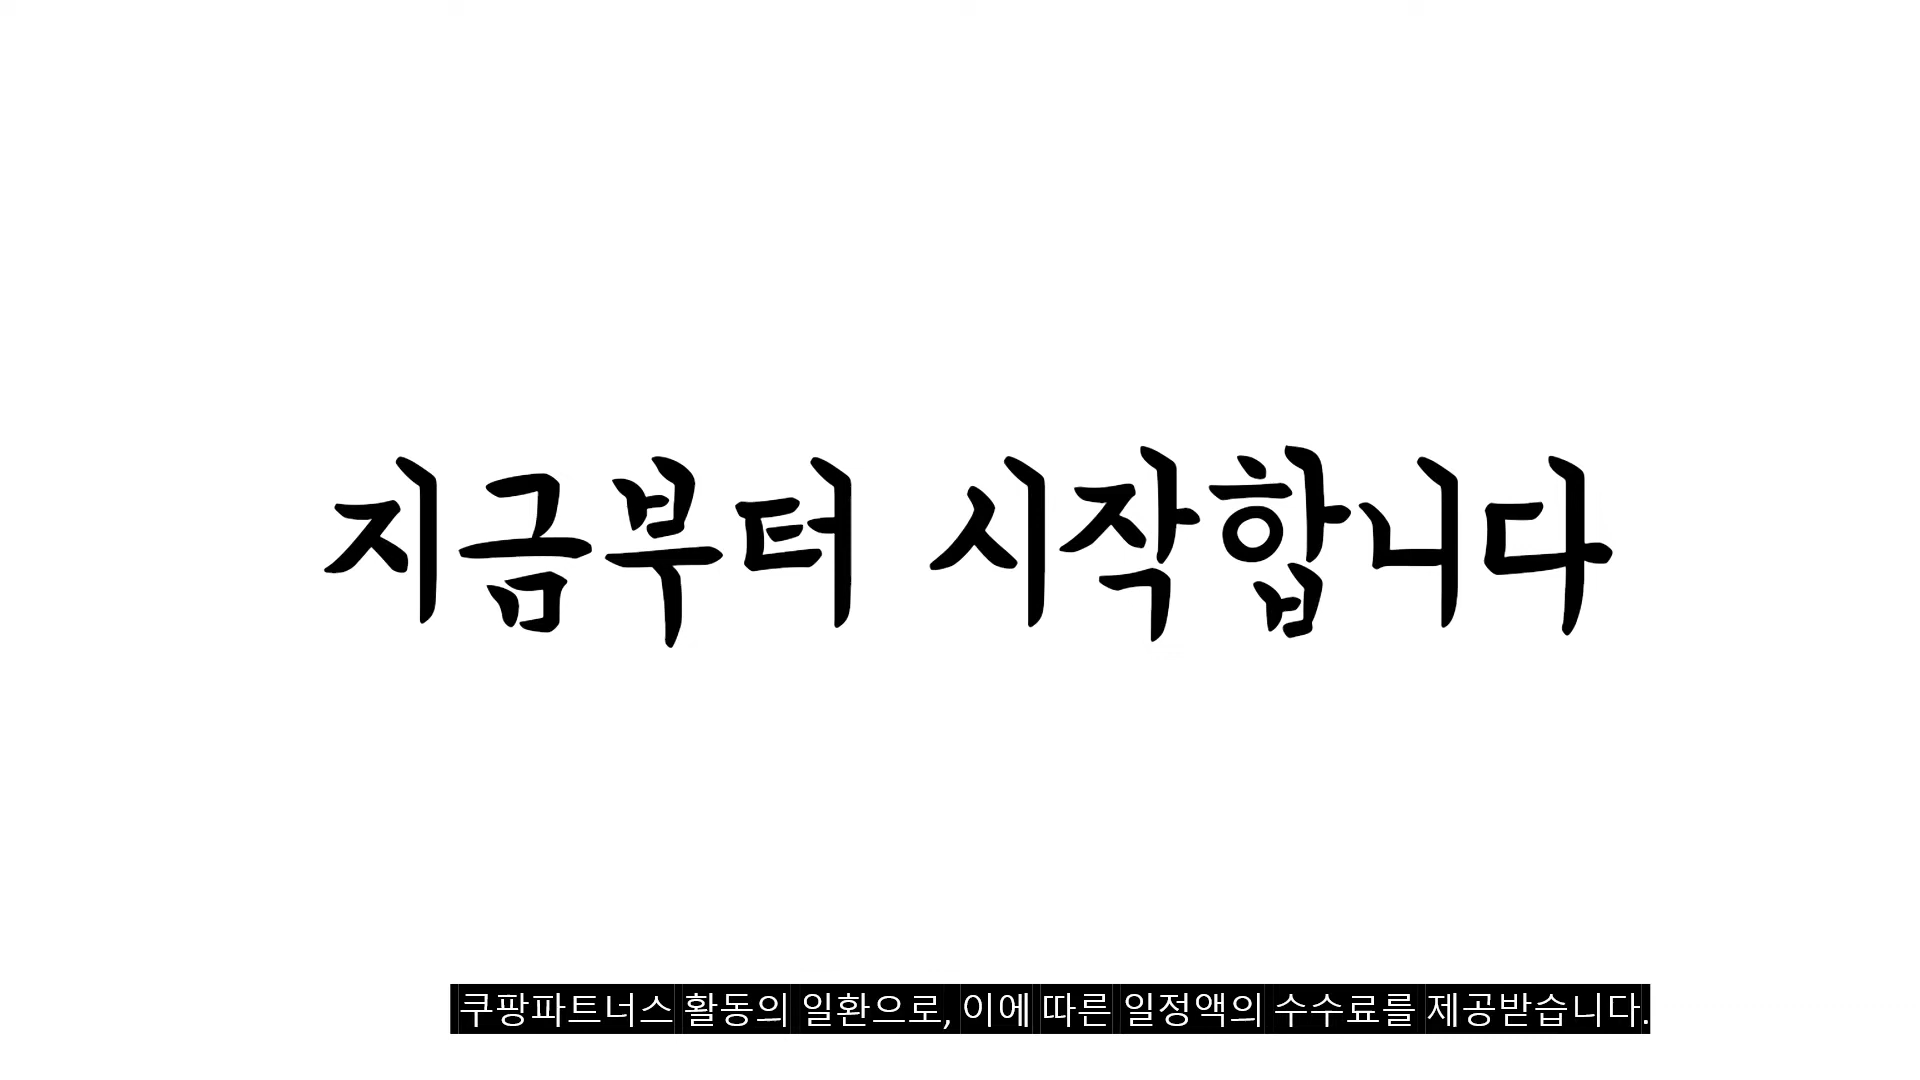 지금부터 시작합니다
쿠팡파트너스 활동의 일환으로, 이에 따른 일정액의 수수료를 제공받습니다.